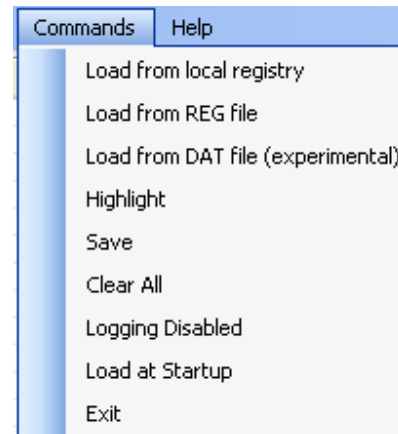 Commands Help
Load from local registry
Load from REG file
Load from DAT file (experimental)
Highlight
Save
Clear All
Logging Disabled
Load at Startup
Exit